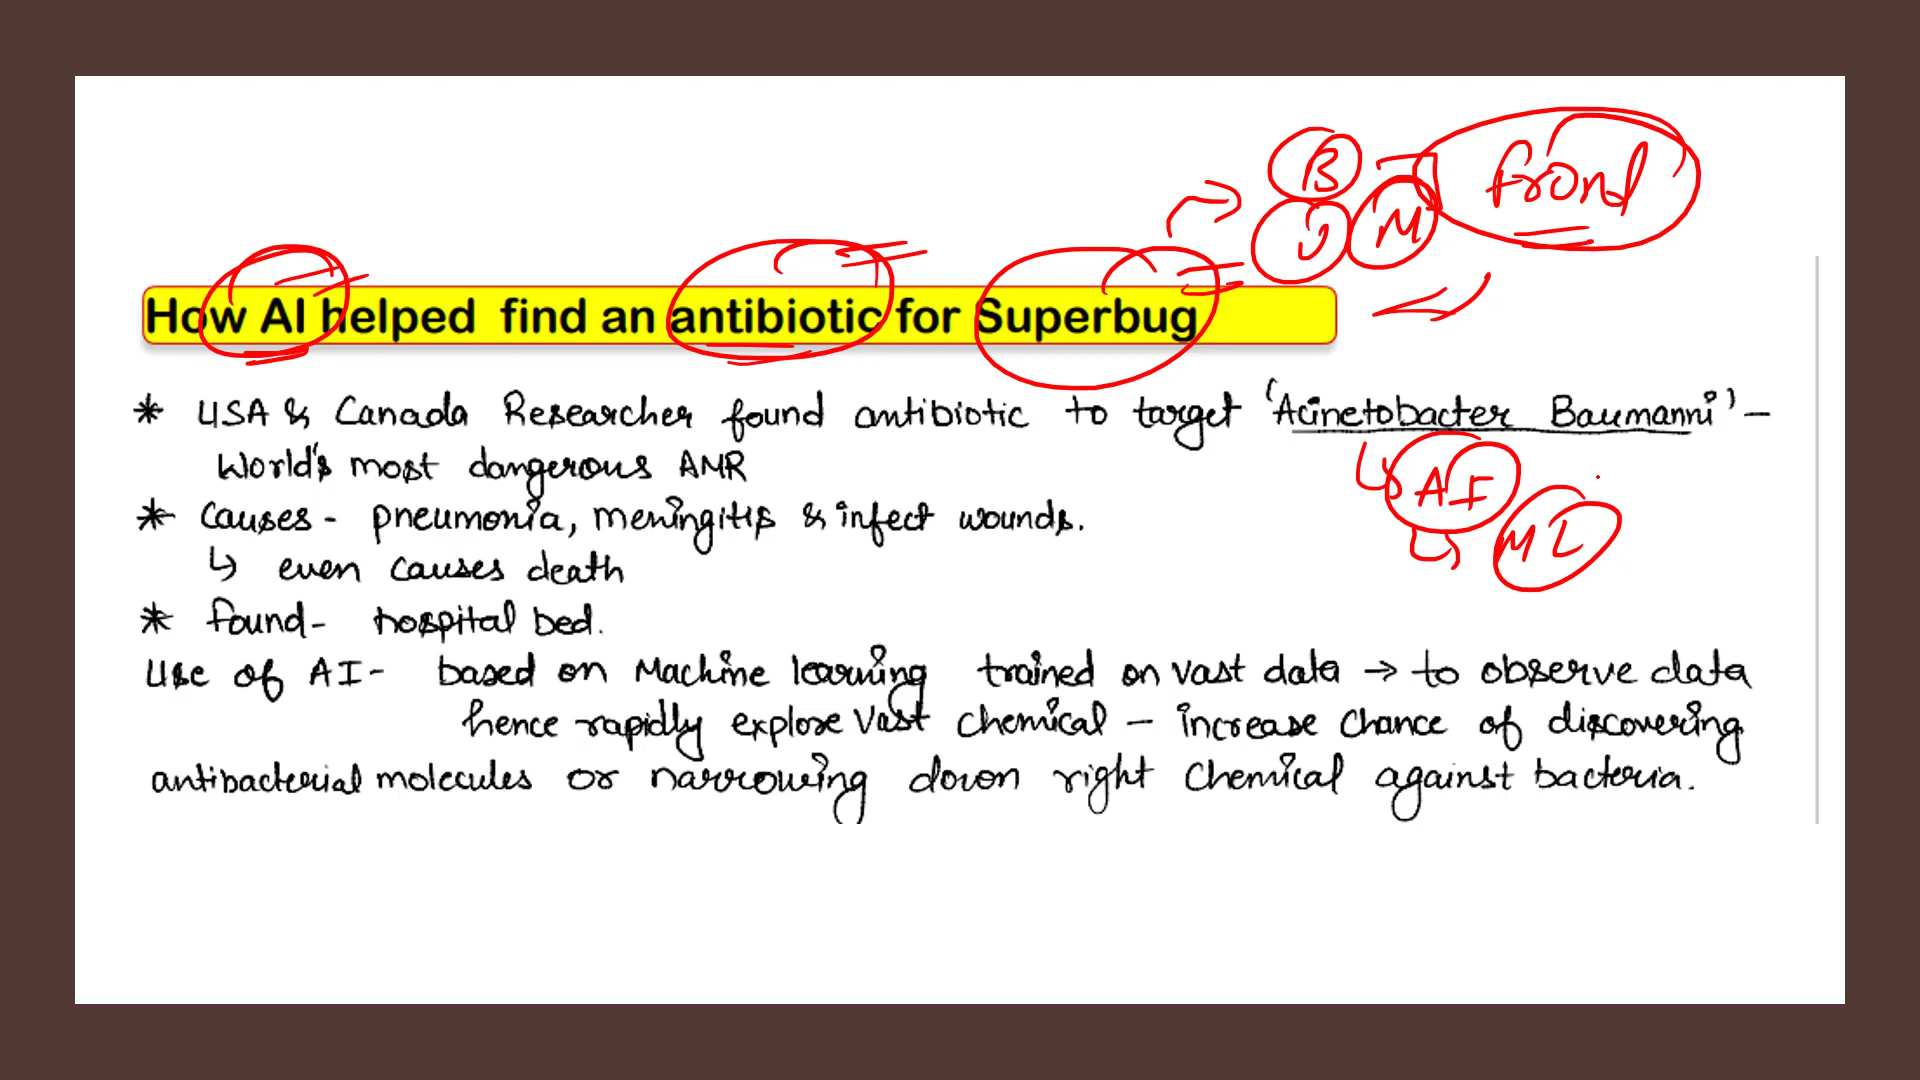 B frond
U M
How AI helped find an antibiotic for Superbug
* USA & Canada Researcher found antibiotic to target 'Acinetobacter Baumanni' -
World's most dangerous AMR
AI
* Causes - pneumonia, meningitis & infect wounds.
ML
↳ even causes death
* found - hospital bed.
Use of AI - based on Machine learning trained on vast data → to observe data
hence rapidly explore vast chemical - increase chance of discovering
antibacterial molecules or narrowing down right chemical against bacteria.